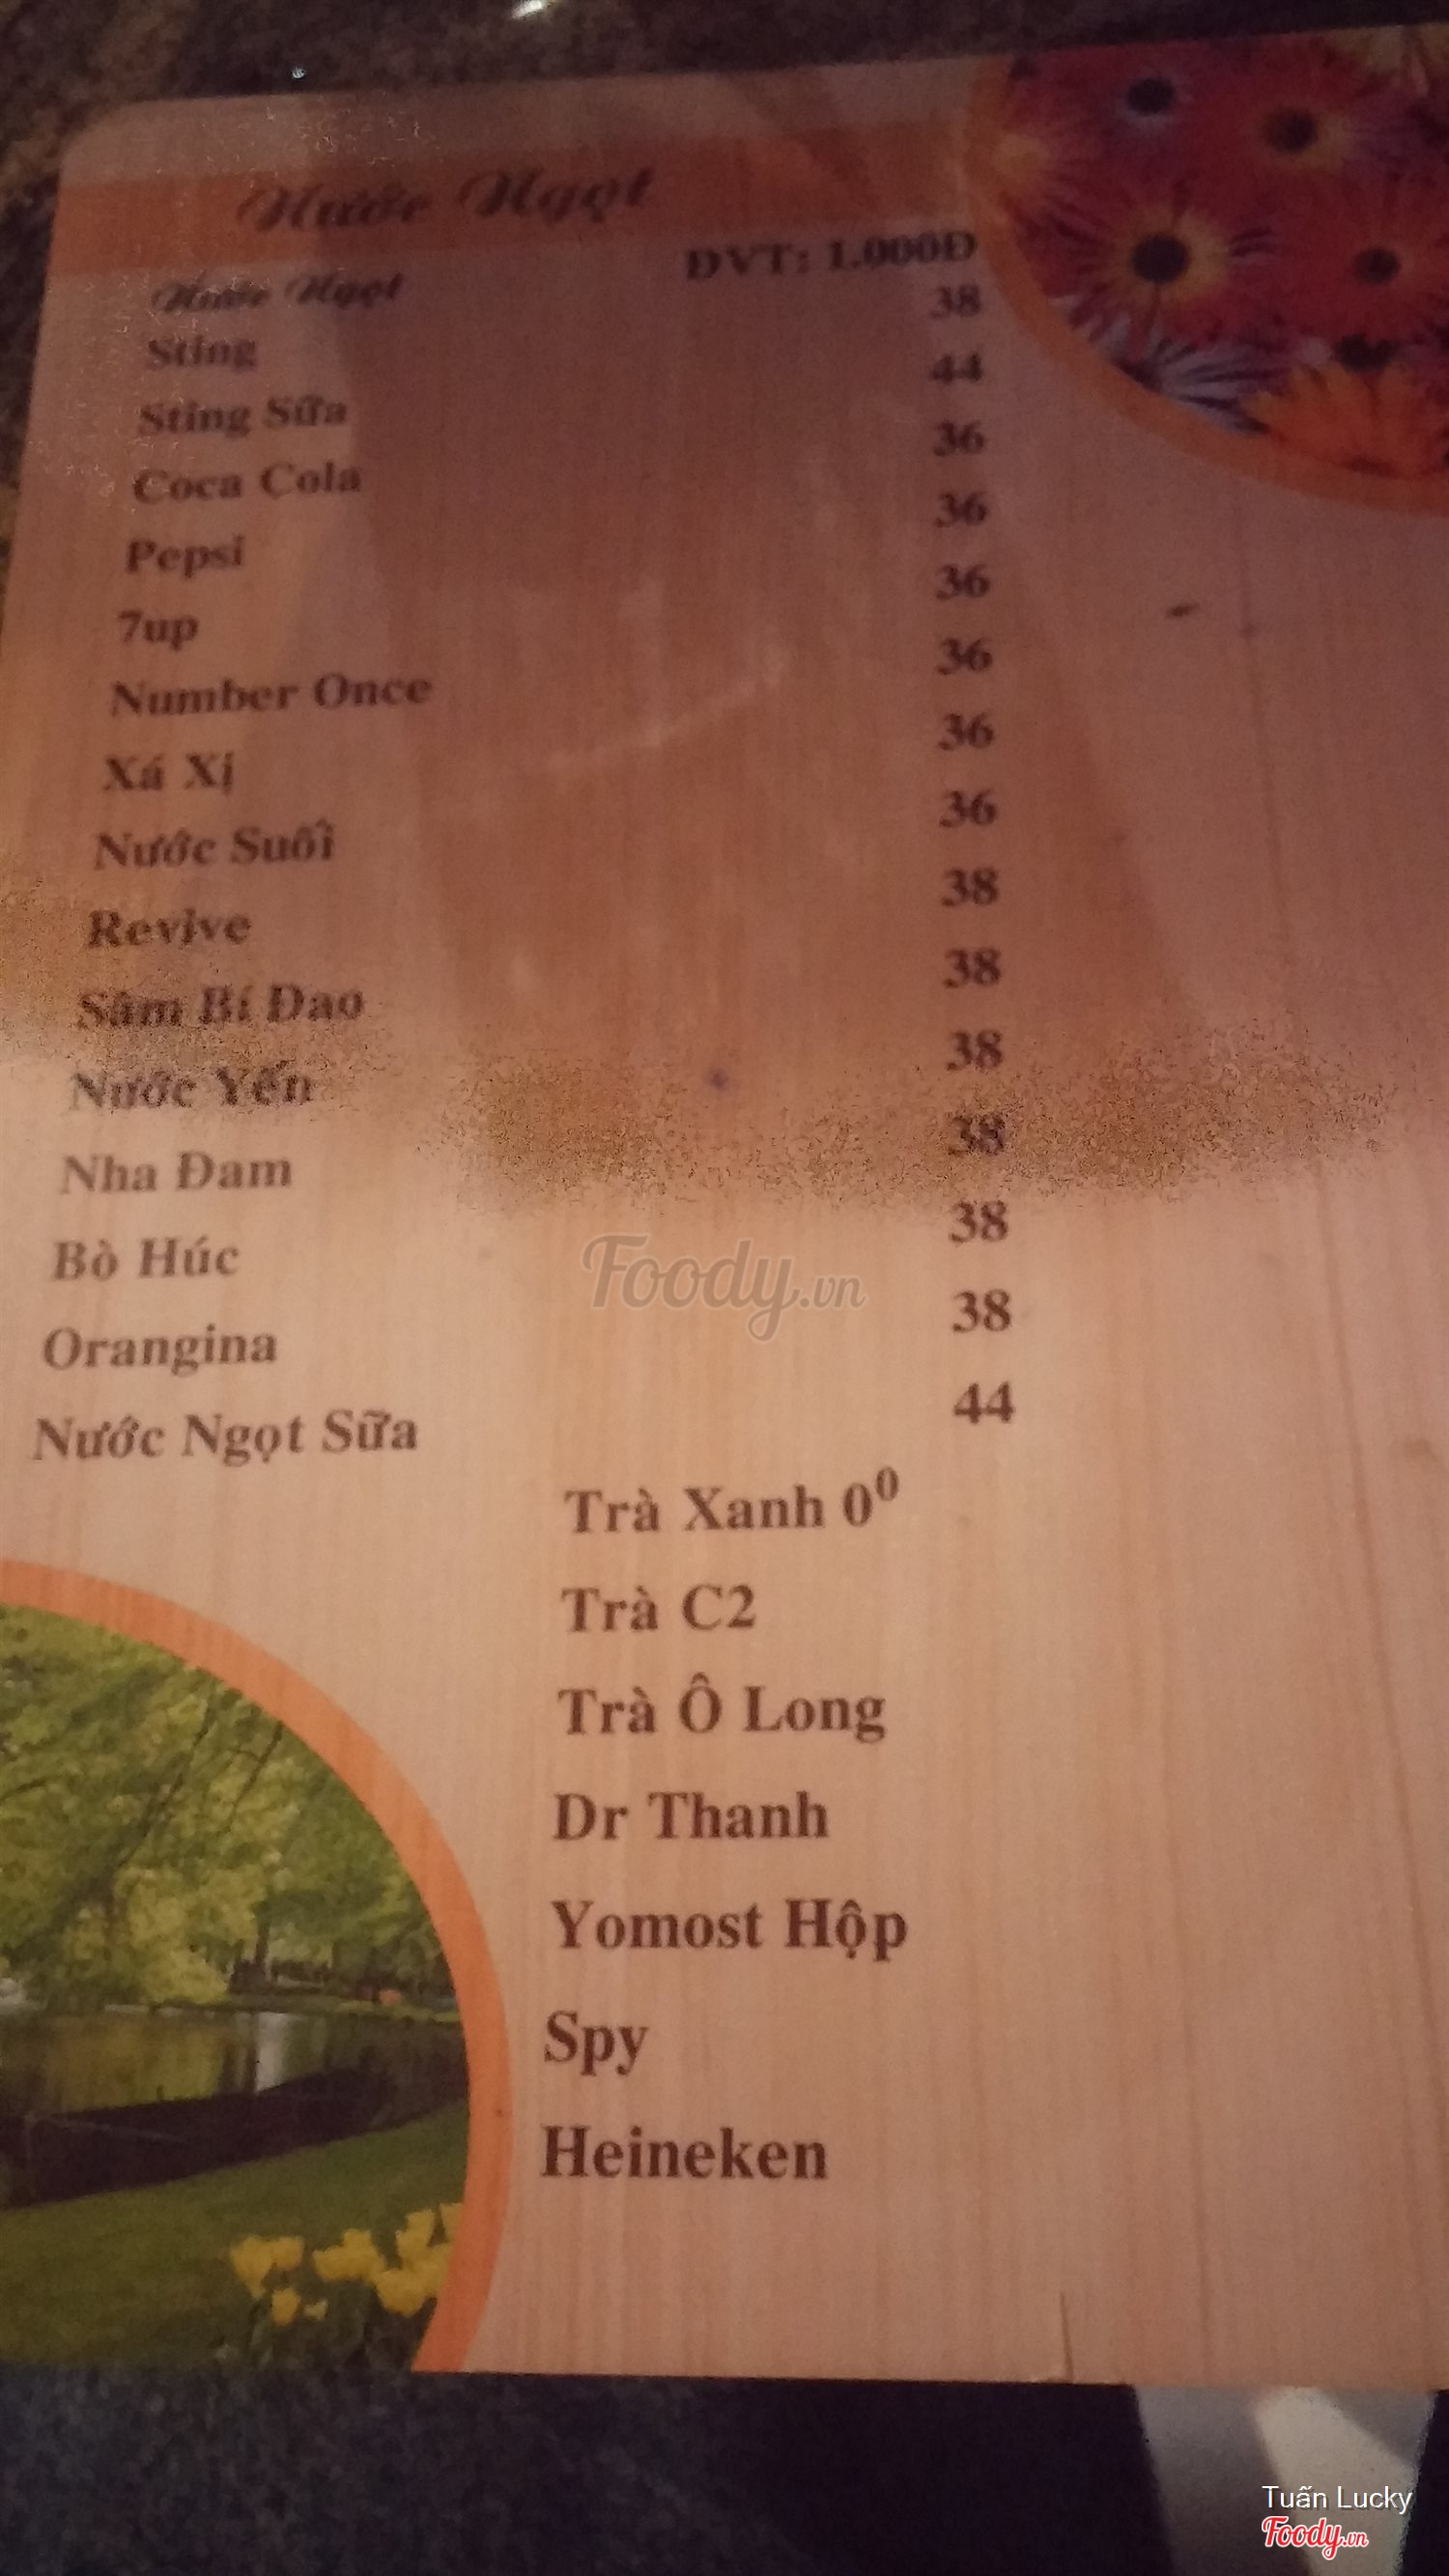 Nước Ngọt
Nước Ngọt ĐVT: 1.000Đ
Sting 38
Sting Sữa 44
Coca Cola 36
Pepsi 36
7up 36
Number Once 36
Xá Xị 36
Nước Suối 36
Revive 38
Sâm Bí Đao 38
Nước Yến 38
Nha Đam 38
Bò Húc 38
Orangina 38
Nước Ngọt Sữa 44
Trà Xanh 0⁰
Trà C2
Trà Ô Long
Dr Thanh
Yomost Hộp
Spy
Heineken
Foody.vn
Tuấn Lucky
Foody.vn